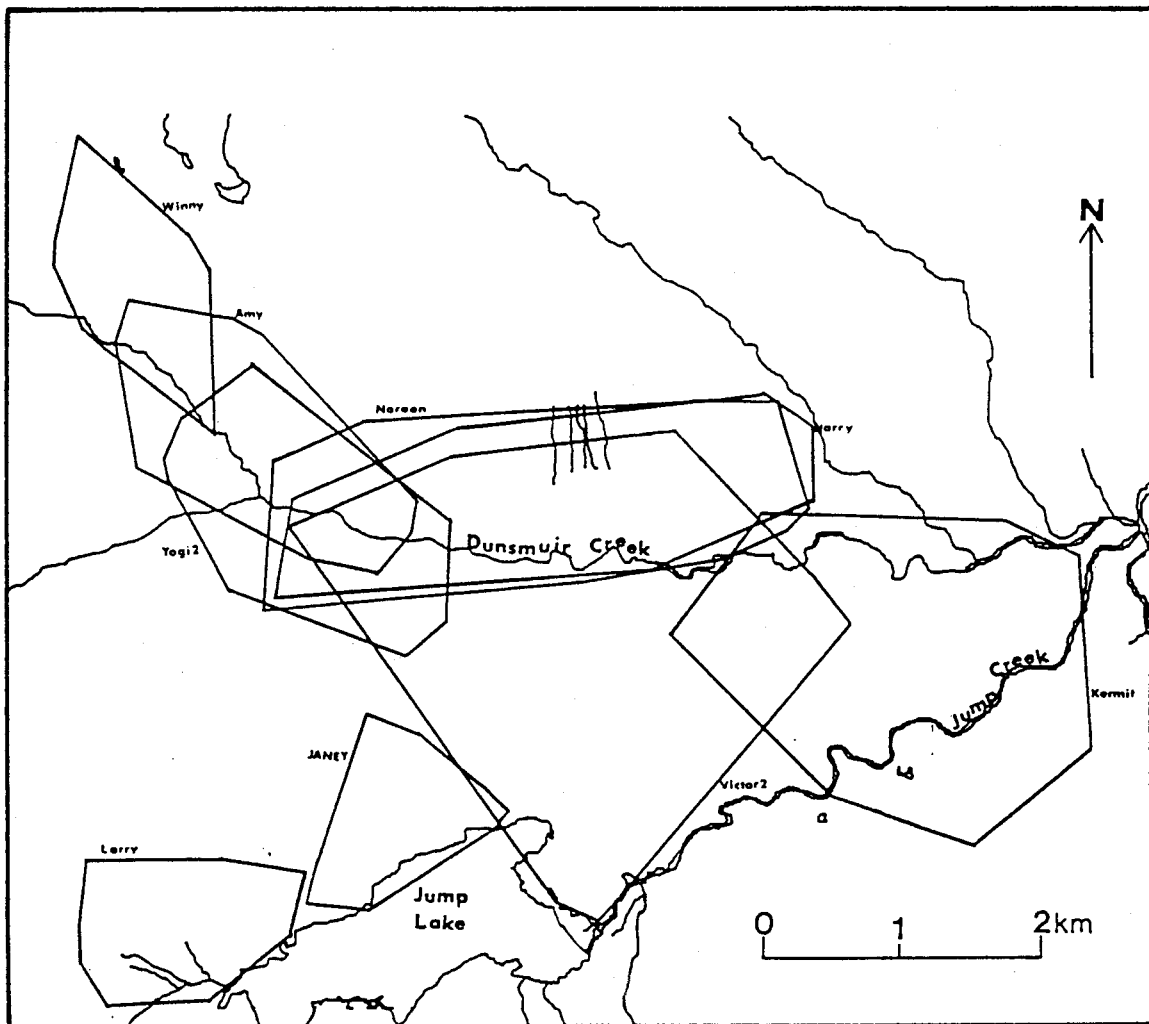 Winny
N
Amy
Noreen
Harry
Yogi2
Dunsmuir Creek
Creek
Jump
Kermit
JANEY
Victor2
a
Larry
Jump
Lake
0 1 2km